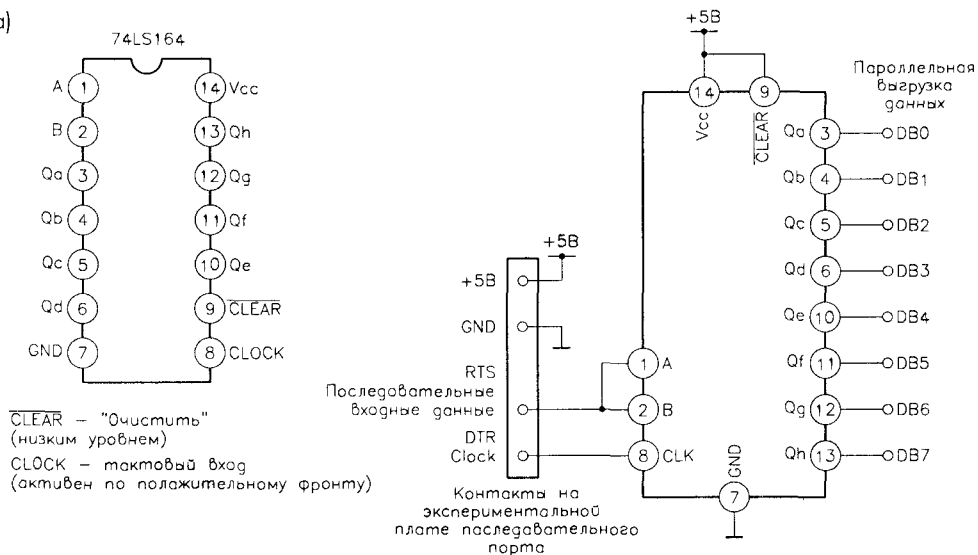 а)
74LS164
A 1
14 Vcc
B 2
13 Qh
Qa 3
12 Qg
Qb 4
11 Qf
Qc 5
10 Qe
Qd 6
9 CLEAR
GND 7
8 CLOCK
CLEAR – "Очистить"
(низким уровнем)
CLOCK – тактовый вход
(активен по полажительному фронту)
+5В
+5В
GND
RTS
Последовательные
входные данные
DTR
Clock
Контакты на
экспериментальной
плате паследавательного
порта
+5В
14
9
Vcc
CLEAR
1 A
2 B
8 CLK
GND
7
Пароллельная
выгрузка
данных
Qa 3 DB0
Qb 4 DB1
Qc 5 DB2
Qd 6 DB3
Qe 10 DB4
Qf 11 DB5
Qg 12 DB6
Qh 13 DB7